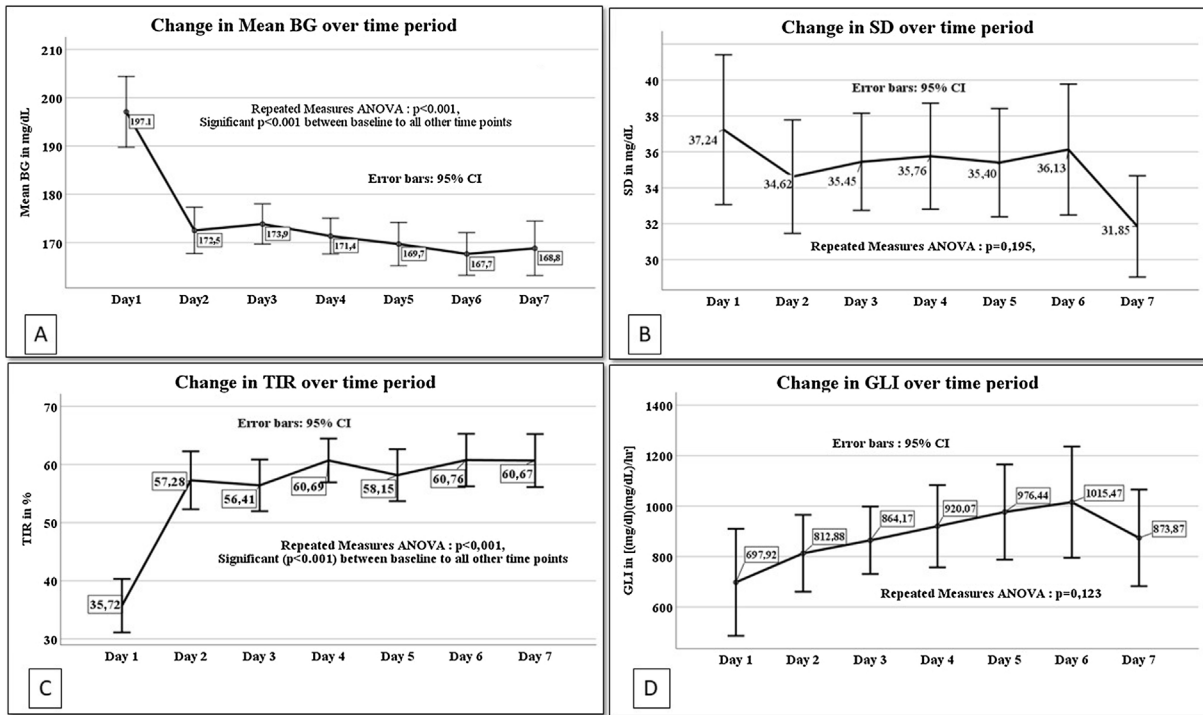 Change in Mean BG over time period
Mean BG in mg/dL
210
200
190
180
170
197.1
172,5
173,9
171,4
169,7
167,7
168,8
Repeated Measures ANOVA : p<0.001,
Significant p<0.001 between baseline to all other time points
Error bars: 95% CI
Day1
Day2
Day3
Day4
Day5
Day6
Day7
A
Change in SD over time period
SD in mg/dL
40
38
36
34
32
30
Error bars: 95% CI
37,24
34,62
35,45
35,76
35,40
36,13
31,85
Repeated Measures ANOVA : p=0,195,
Day 1
Day 2
Day 3
Day 4
Day 5
Day 6
Day 7
B
Change in TIR over time period
TIR in %
70
60
50
40
30
Error bars: 95% CI
35,72
57,28
56,41
60,69
58,15
60,76
60,67
Repeated Measures ANOVA : p<0,001,
Significant (p<0.001) between baseline to all other time points
Day 1
Day 2
Day 3
Day 4
Day 5
Day 6
Day 7
C
Change in GLI over time period
GLI in [(mg/dl)(mg/dL)/hr]
1400
1200
1000
800
600
Error bars : 95% CI
697,92
812,88
864,17
920,07
976,44
1015,47
873,87
Repeated Measures ANOVA : p=0,123
Day 1
Day 2
Day 3
Day 4
Day 5
Day 6
Day 7
D